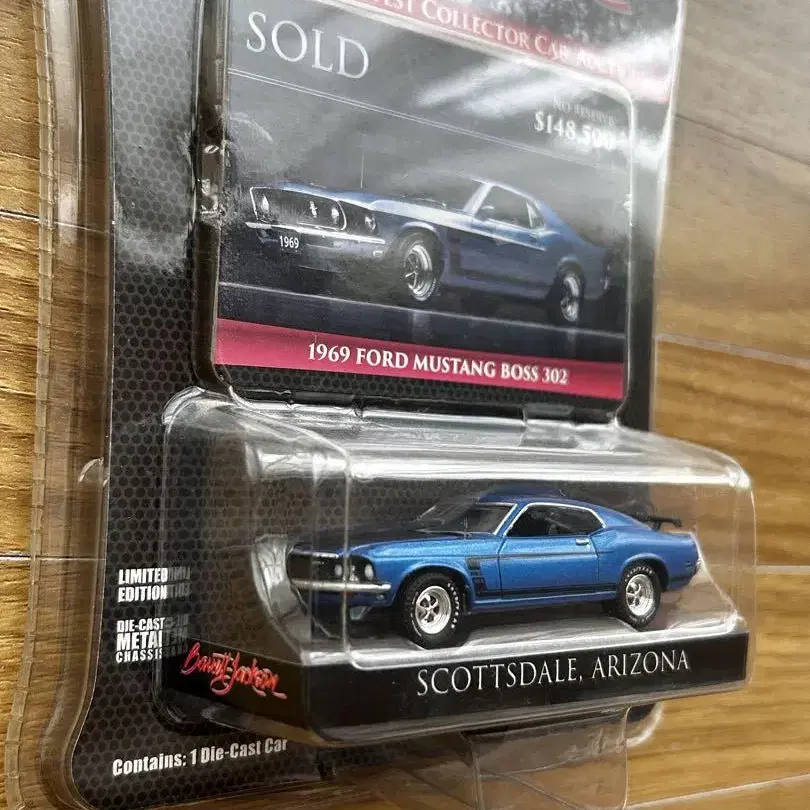 COLLECTOR CAR
SOLD
NO RESERVE
$148,500
1969
1969 FORD MUSTANG BOSS 302
LIMITED
EDITION
DIE-CAST
METAL
CHASSIS
Barrett-Jackson
SCOTTSDALE, ARIZONA
Contains: 1 Die-Cast Car